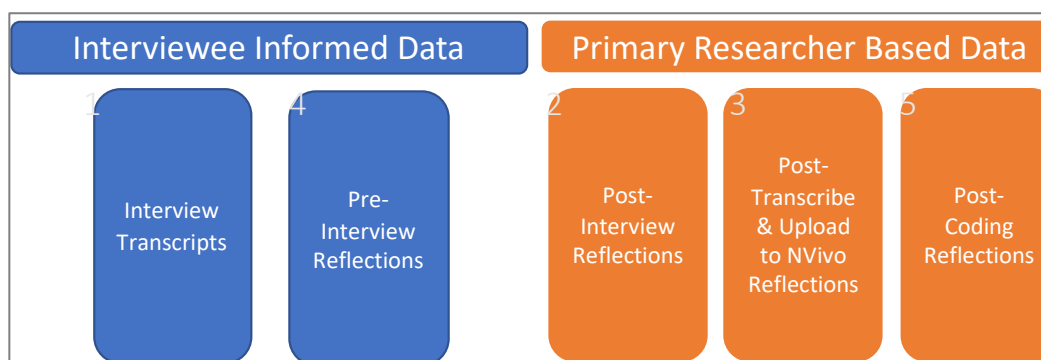 Interviewee Informed Data
Primary Researcher Based Data
1
Interview
Transcripts
4
Pre-
Interview
Reflections
2
Post-
Interview
Reflections
3
Post-
Transcribe
& Upload
to NVivo
Reflections
5
Post-
Coding
Reflections